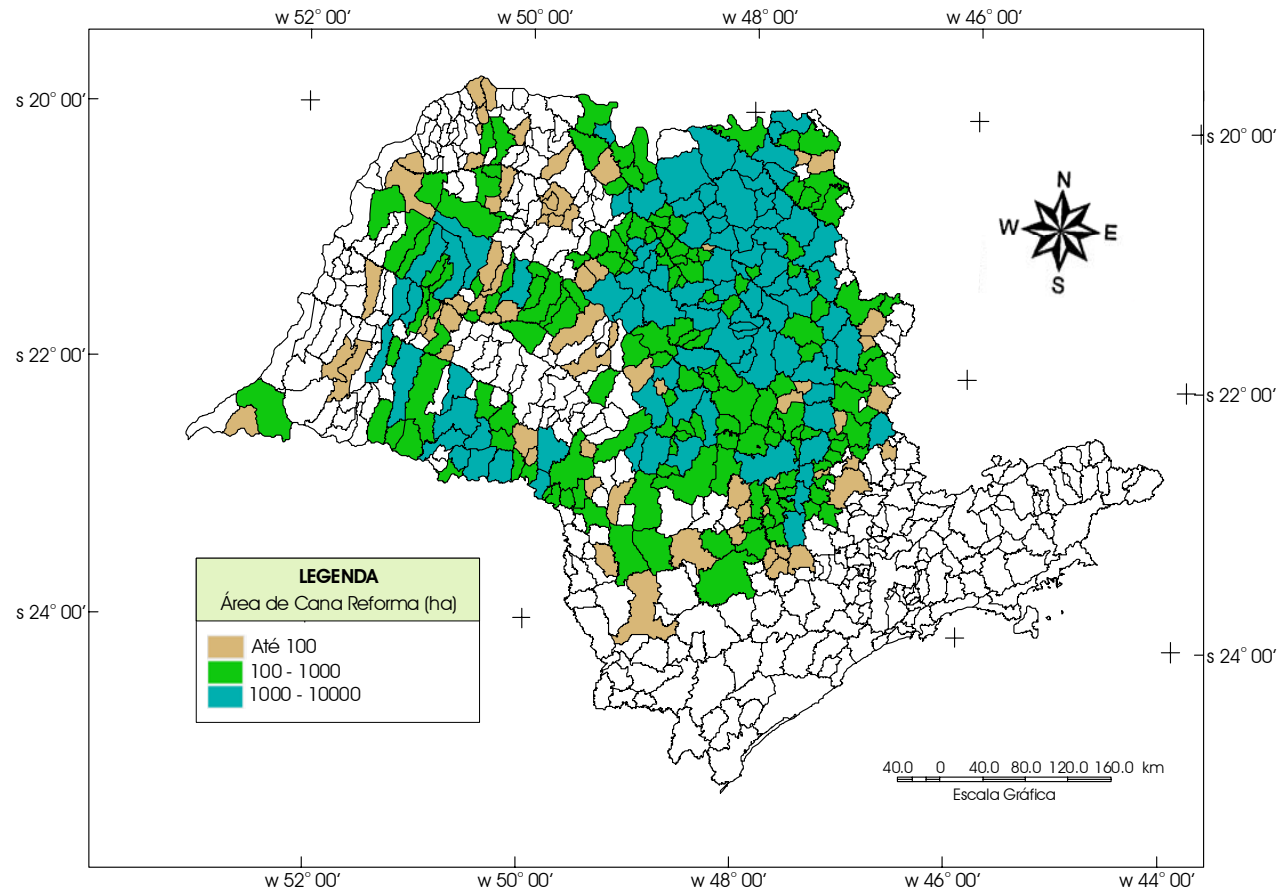 w 52° 00’ w 50° 00’ w 48° 00’ w 46° 00’
s 20° 00’
s 20° 00’
N
W E
S
s 22° 00’
s 22° 00’
LEGENDA
Área de Cana Reforma (ha)
Até 100
100 - 1000
1000 - 10000
s 24° 00’
s 24° 00’
40.0 0 40.0 80.0 120.0 160.0 km
Escala Gráfica
w 52° 00’ w 50° 00’ w 48° 00’ w 46° 00’ w 44° 00’